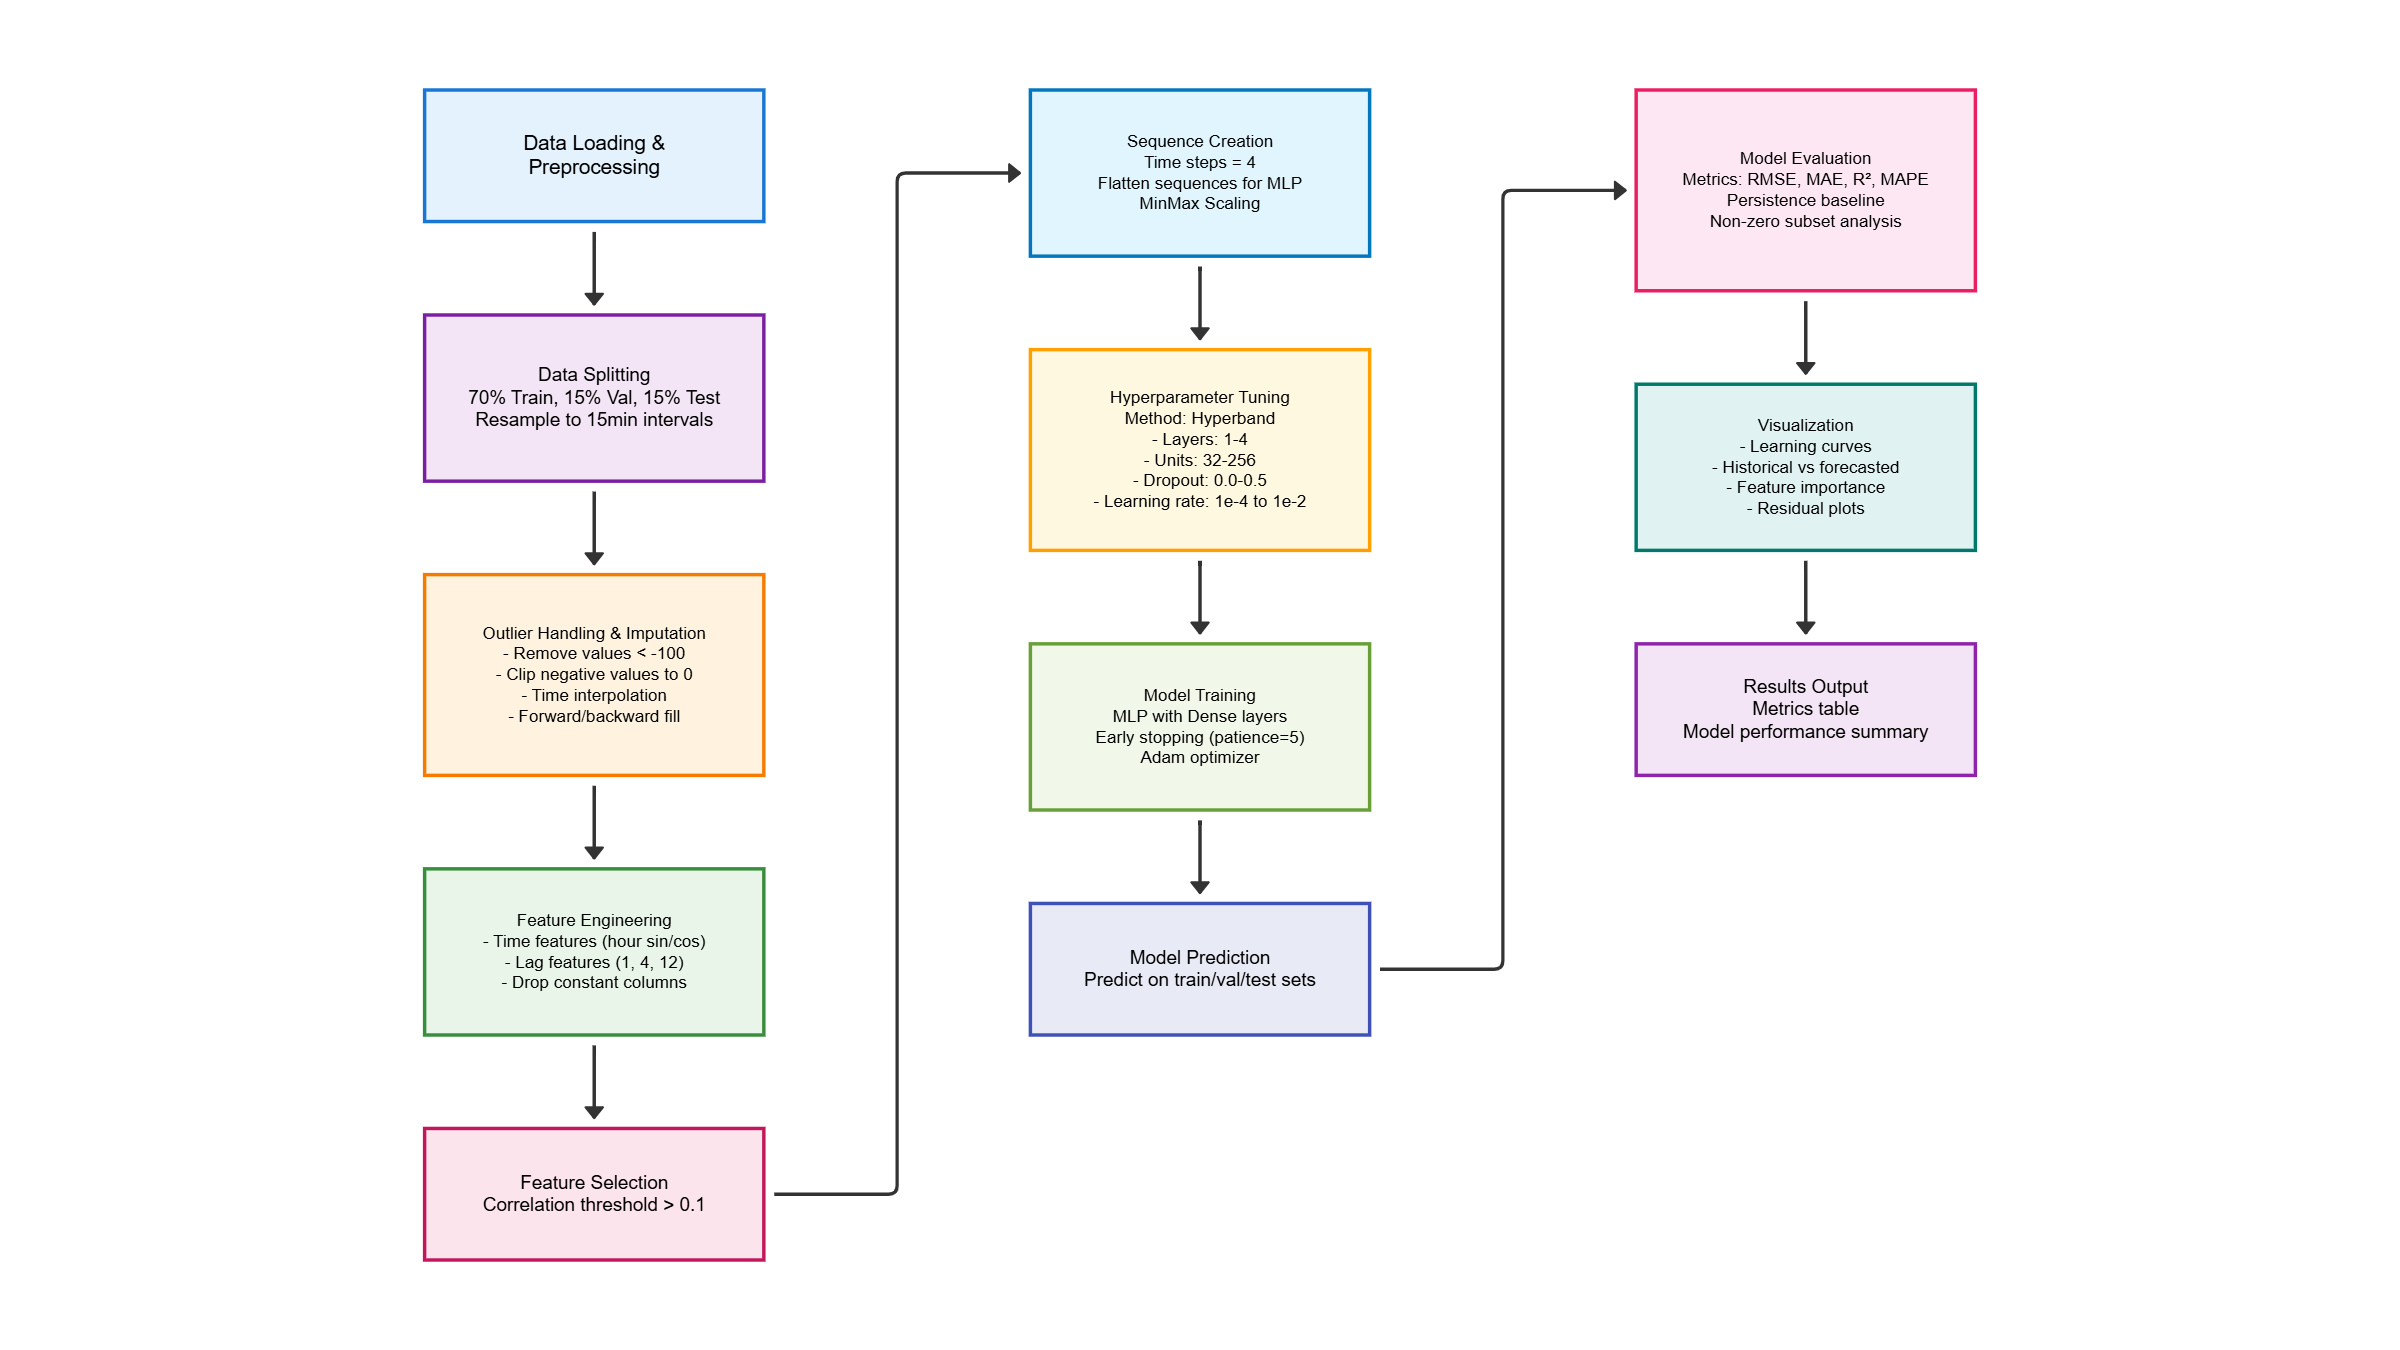 Data Loading &
Preprocessing
Data Splitting
70% Train, 15% Val, 15% Test
Resample to 15min intervals
Outlier Handling & Imputation
- Remove values < -100
- Clip negative values to 0
- Time interpolation
- Forward/backward fill
Feature Engineering
- Time features (hour sin/cos)
- Lag features (1, 4, 12)
- Drop constant columns
Feature Selection
Correlation threshold > 0.1
Sequence Creation
Time steps = 4
Flatten sequences for MLP
MinMax Scaling
Hyperparameter Tuning
Method: Hyperband
- Layers: 1-4
- Units: 32-256
- Dropout: 0.0-0.5
- Learning rate: 1e-4 to 1e-2
Model Training
MLP with Dense layers
Early stopping (patience=5)
Adam optimizer
Model Prediction
Predict on train/val/test sets
Model Evaluation
Metrics: RMSE, MAE, R², MAPE
Persistence baseline
Non-zero subset analysis
Visualization
- Learning curves
- Historical vs forecasted
- Feature importance
- Residual plots
Results Output
Metrics table
Model performance summary